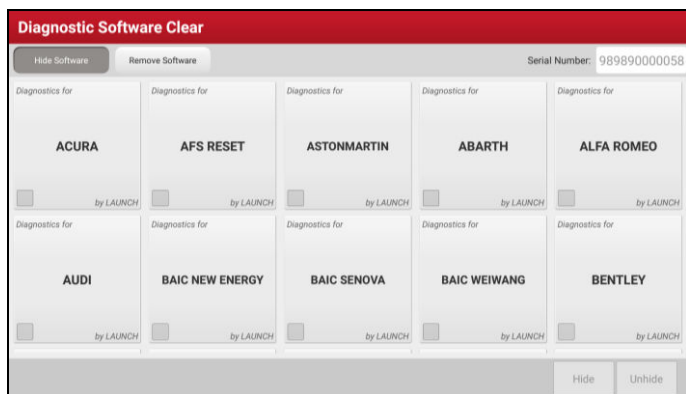 Diagnostic Software Clear
Hide Software Remove Software Serial Number: 989890000058
Diagnostics for Diagnostics for Diagnostics for Diagnostics for Diagnostics for
ACURA AFS RESET ASTONMARTIN ABARTH ALFA ROMEO
by LAUNCH by LAUNCH by LAUNCH by LAUNCH by LAUNCH
Diagnostics for Diagnostics for Diagnostics for Diagnostics for Diagnostics for
AUDI BAIC NEW ENERGY BAIC SENOVA BAIC WEIWANG BENTLEY
by LAUNCH by LAUNCH by LAUNCH by LAUNCH by LAUNCH
Hide Unhide